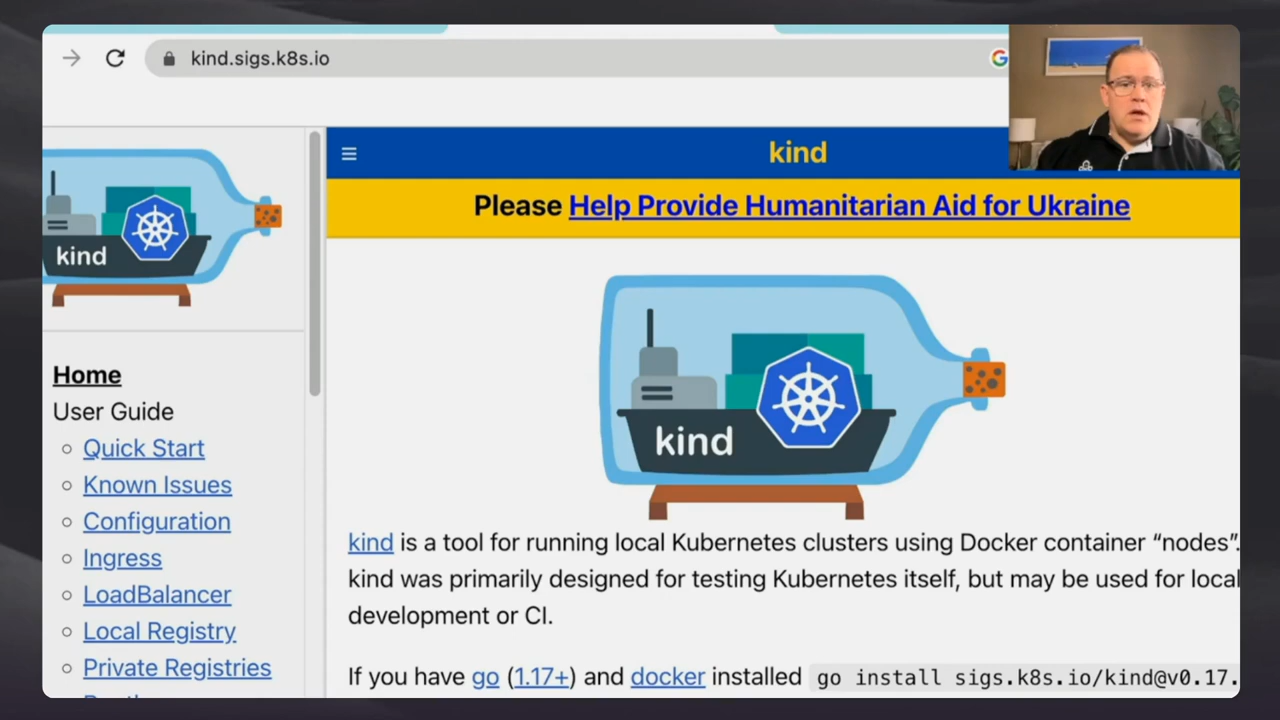 kind.sigs.k8s.io
kind
Home
User Guide
Quick Start
Known Issues
Configuration
Ingress
LoadBalancer
Local Registry
Private Registries
kind
Please Help Provide Humanitarian Aid for Ukraine
kind
kind is a tool for running local Kubernetes clusters using Docker container “nodes”.
kind was primarily designed for testing Kubernetes itself, but may be used for local
development or CI.
If you have go (1.17+) and docker installed go install sigs.k8s.io/kind@v0.17.